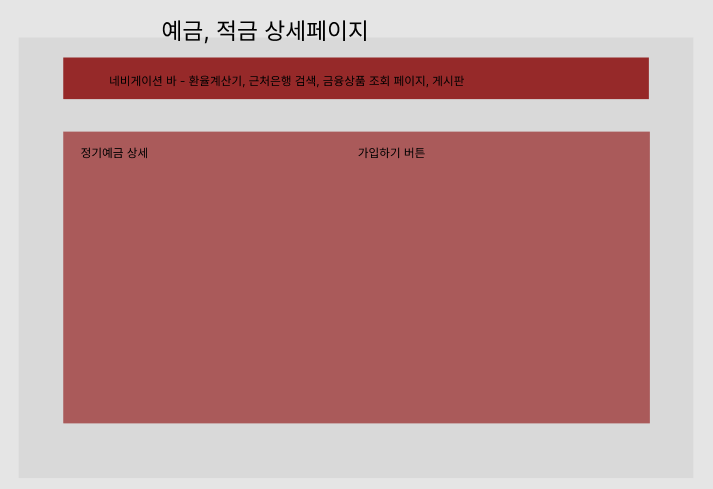 예금, 적금 상세페이지
네비게이션 바 - 환율계산기, 근처은행 검색, 금융상품 조회 페이지, 게시판
정기예금 상세
가입하기 버튼